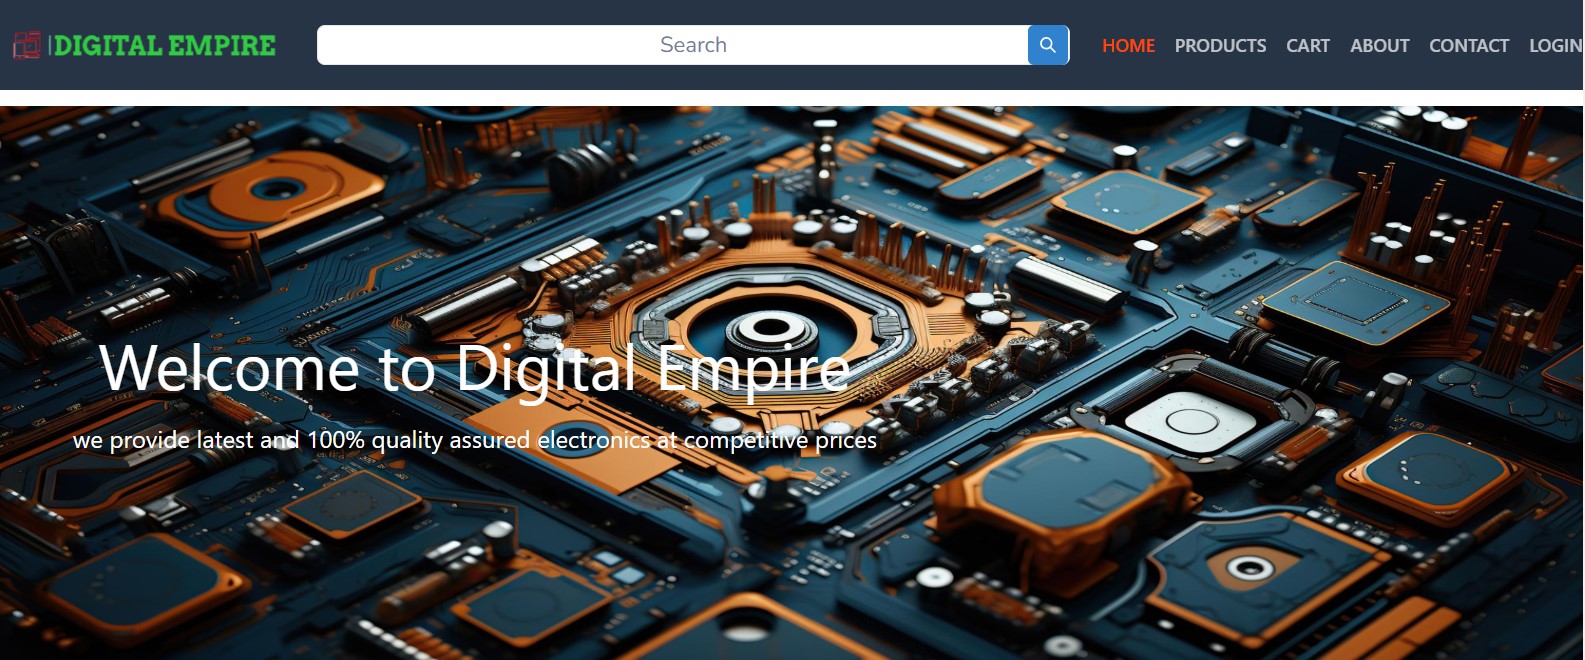 DIGITAL EMPIRE
Search
HOME PRODUCTS CART ABOUT CONTACT LOGIN
Welcome to Digital Empire
we provide latest and 100% quality assured electronics at competitive prices